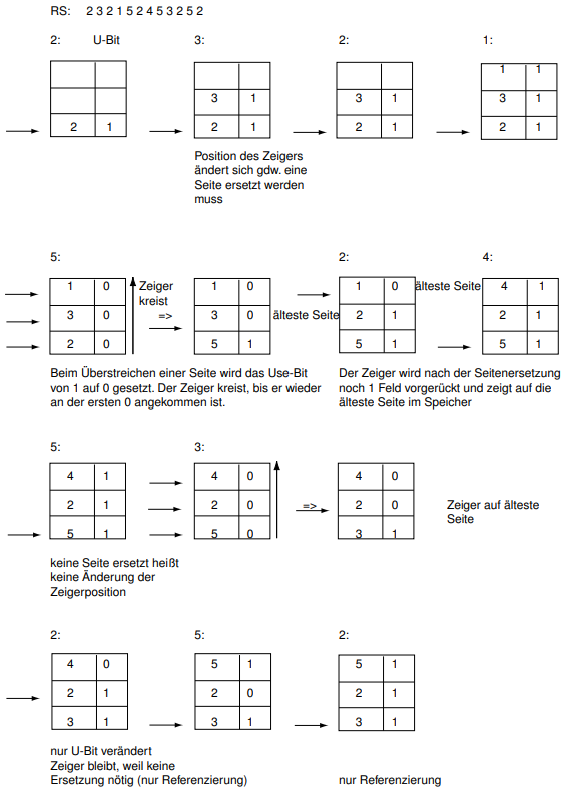 RS: 2 3 2 1 5 2 4 5 3 2 5 2
2: U-Bit 3: 2: 1:
1 1
3 1 3 1 3 1
2 1 2 1 2 1 2 1
Position des Zeigers
ändert sich gdw. eine
Seite ersetzt werden
muss
5: 2: 4:
1 0 Zeiger 1 0 1 0 älteste Seite 4 1
kreist
3 0 => 3 0 älteste Seite 2 1 2 1
2 0 5 1 5 1 5 1
Beim Überstreichen einer Seite wird das Use-Bit
von 1 auf 0 gesetzt. Der Zeiger kreist, bis er wieder
an der ersten 0 angekommen ist.
Der Zeiger wird nach der Seitenersetzung
noch 1 Feld vorgerückt und zeigt auf die
älteste Seite im Speicher
5: 3:
4 1 4 0 4 0
2 1 2 0 => 2 0
5 1 5 0 3 1
Zeiger auf älteste
Seite
keine Seite ersetzt heißt
keine Änderung der
Zeigerposition
2: 5: 2:
4 0 5 1 5 1
2 1 2 0 2 1
3 1 3 1 3 1
nur U-Bit verändert
Zeiger bleibt, weil keine
Ersetzung nötig (nur Referenzierung)
nur Referenzierung